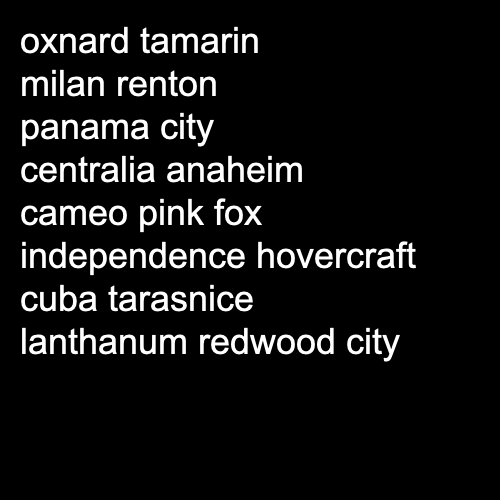 oxnard tamarin
milan renton
panama city
centralia anaheim
cameo pink fox
independence hovercraft
cuba tarasnice
lanthanum redwood city